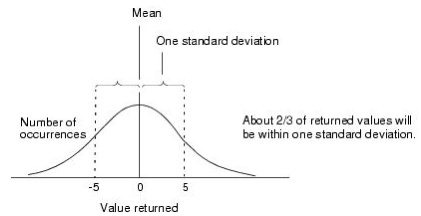 Mean
One standard deviation
Number of
occurrences
About 2/3 of returned values will
be within one standard deviation.
-5 0 5
Value returned